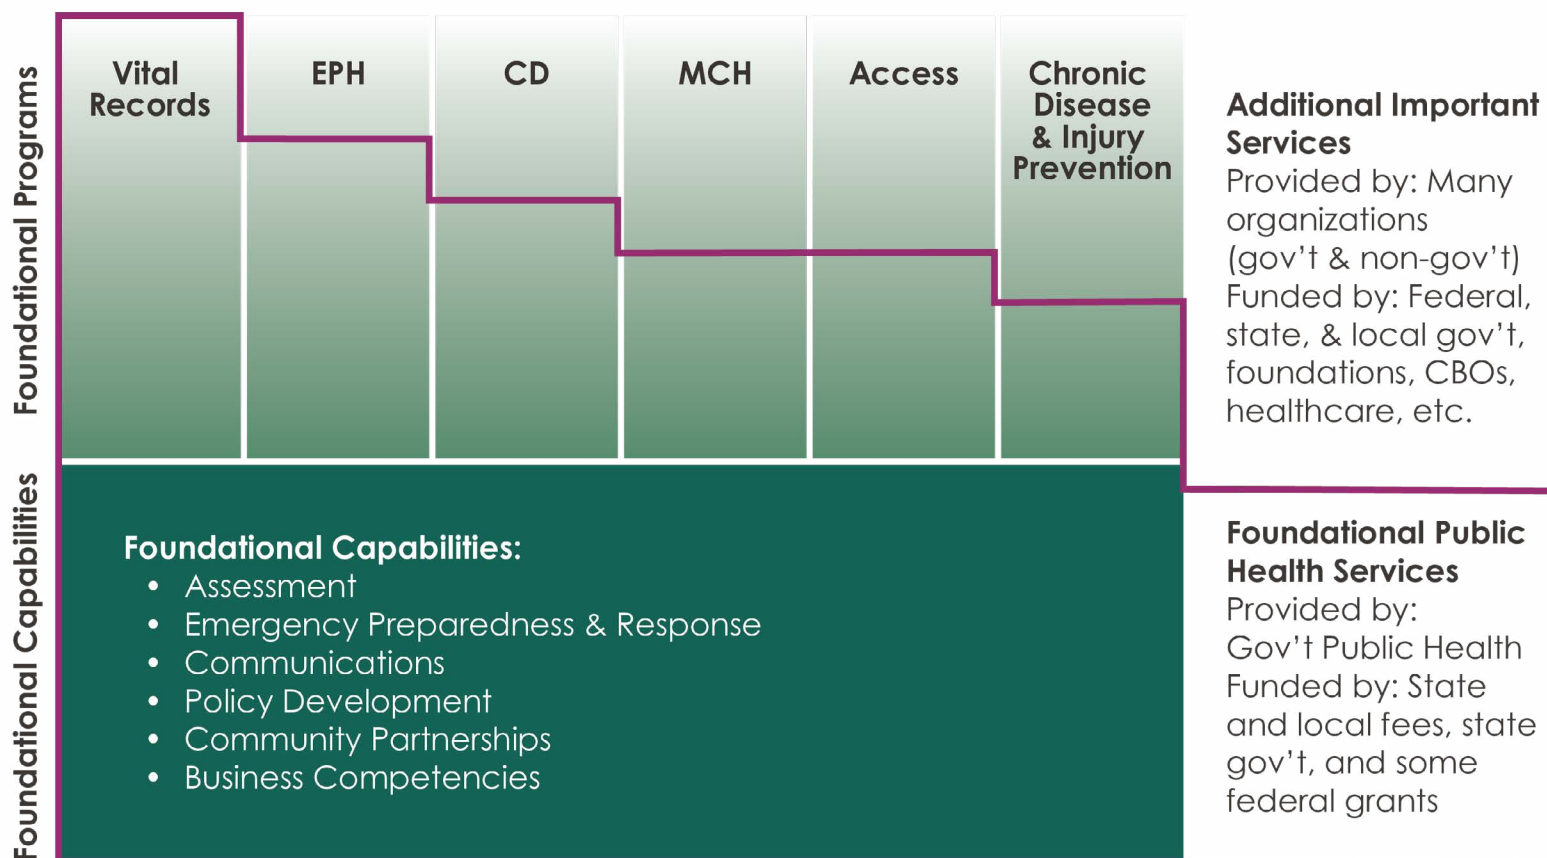 Foundational Programs
Vital
Records
EPH
CD
MCH
Access
Chronic
Disease
& Injury
Prevention
Additional Important
Services
Provided by: Many
organizations
(gov’t & non-gov’t)
Funded by: Federal,
state, & local gov’t,
foundations, CBOs,
healthcare, etc.
Foundational Capabilities
Foundational Capabilities:
• Assessment
• Emergency Preparedness & Response
• Communications
• Policy Development
• Community Partnerships
• Business Competencies
Foundational Public
Health Services
Provided by:
Gov’t Public Health
Funded by: State
and local fees, state
gov’t, and some
federal grants